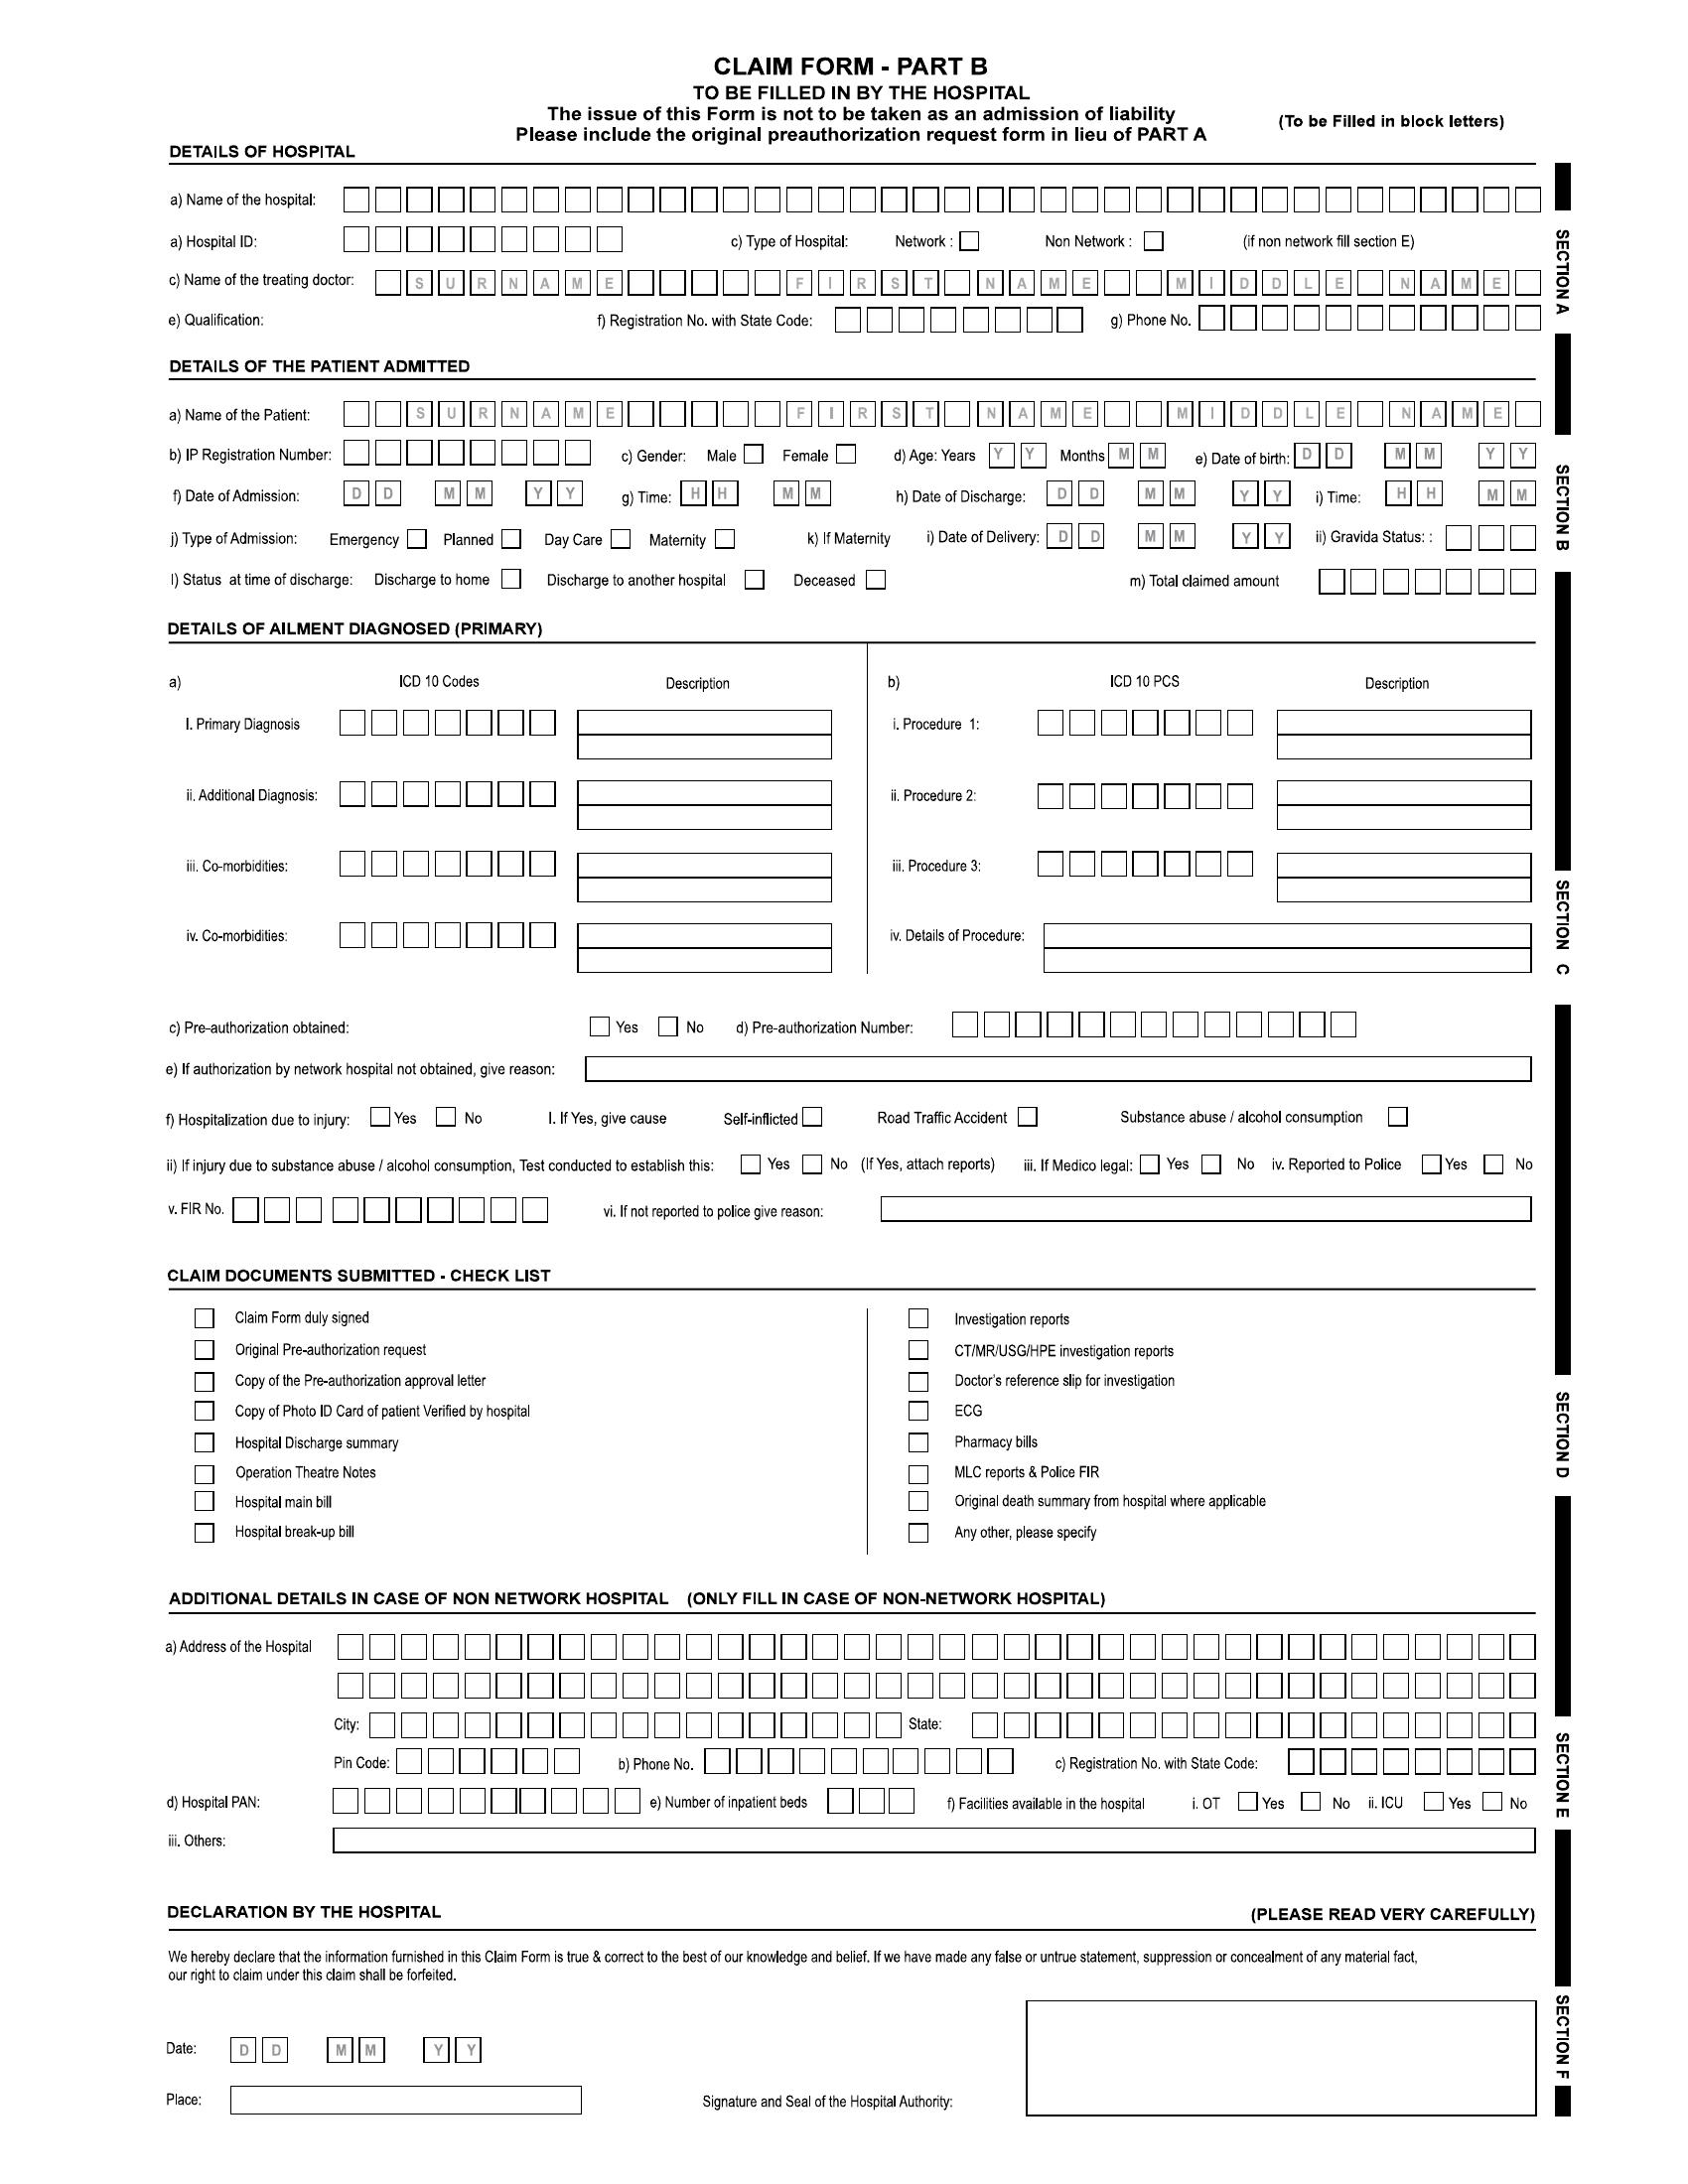 CLAIM FORM - PART B
TO BE FILLED IN BY THE HOSPITAL
The issue of this Form is not to be taken as an admission of liability
Please include the original preauthorization request form in lieu of PART A
(To be Filled in block letters)
DETAILS OF HOSPITAL
a) Name of the hospital:
a) Hospital ID: c) Type of Hospital: Network : Non Network : (if non network fill section E)
c) Name of the treating doctor: S U R N A M E F I R S T N A M E M I D D L E N A M E
e) Qualification: f) Registration No. with State Code: g) Phone No.
SECTION A
DETAILS OF THE PATIENT ADMITTED
a) Name of the Patient: S U R N A M E F I R S T N A M E M I D D L E N A M E
b) IP Registration Number: c) Gender: Male Female d) Age: Years Y Y Months M M e) Date of birth: D D M M Y Y
f) Date of Admission: D D M M Y Y g) Time: H H M M h) Date of Discharge: D D M M Y Y i) Time: H H M M
j) Type of Admission: Emergency Planned Day Care Maternity k) If Maternity i) Date of Delivery: D D M M Y Y ii) Gravida Status: :
l) Status at time of discharge: Discharge to home Discharge to another hospital Deceased m) Total claimed amount
SECTION B
DETAILS OF AILMENT DIAGNOSED (PRIMARY)
a) ICD 10 Codes Description b) ICD 10 PCS Description
I. Primary Diagnosis i. Procedure 1:
ii. Additional Diagnosis: ii. Procedure 2:
iii. Co-morbidities: iii. Procedure 3:
iv. Co-morbidities: iv. Details of Procedure:
SECTION C
c) Pre-authorization obtained: Yes No d) Pre-authorization Number:
e) If authorization by network hospital not obtained, give reason:
f) Hospitalization due to injury: Yes No I. If Yes, give cause Self-inflicted Road Traffic Accident Substance abuse / alcohol consumption
ii) If injury due to substance abuse / alcohol consumption, Test conducted to establish this: Yes No (If Yes, attach reports) iii. If Medico legal: Yes No iv. Reported to Police Yes No
v. FIR No. vi. If not reported to police give reason:
CLAIM DOCUMENTS SUBMITTED - CHECK LIST
Claim Form duly signed
Original Pre-authorization request
Copy of the Pre-authorization approval letter
Copy of Photo ID Card of patient Verified by hospital
Hospital Discharge summary
Operation Theatre Notes
Hospital main bill
Hospital break-up bill
Investigation reports
CT/MR/USG/HPE investigation reports
Doctor's reference slip for investigation
ECG
Pharmacy bills
MLC reports & Police FIR
Original death summary from hospital where applicable
Any other, please specify
SECTION D
ADDITIONAL DETAILS IN CASE OF NON NETWORK HOSPITAL (ONLY FILL IN CASE OF NON-NETWORK HOSPITAL)
a) Address of the Hospital
City: State:
Pin Code: b) Phone No. c) Registration No. with State Code:
d) Hospital PAN: e) Number of inpatient beds f) Facilities available in the hospital i. OT Yes No ii. ICU Yes No
iii. Others:
SECTION E
DECLARATION BY THE HOSPITAL (PLEASE READ VERY CAREFULLY)
We hereby declare that the information furnished in this Claim Form is true & correct to the best of our knowledge and belief. If we have made any false or untrue statement, suppression or concealment of any material fact,
our right to claim under this claim shall be forfeited.
Date: D D M M Y Y
Place: Signature and Seal of the Hospital Authority:
SECTION F